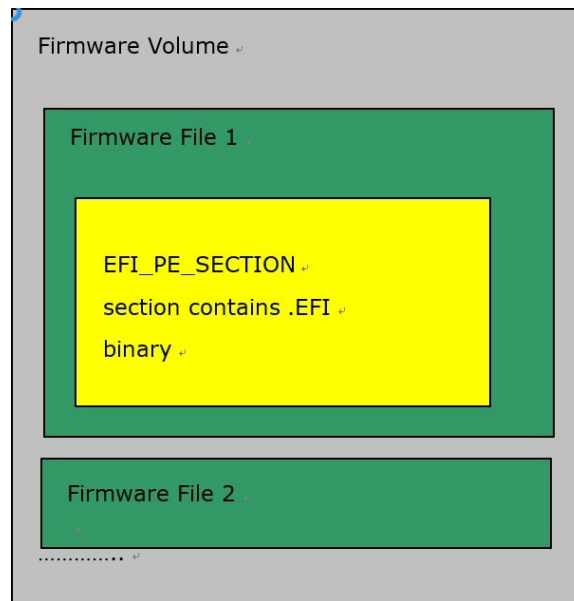 Firmware Volume
Firmware File 1
EFI_PE_SECTION
section contains .EFI
binary
Firmware File 2
…………..